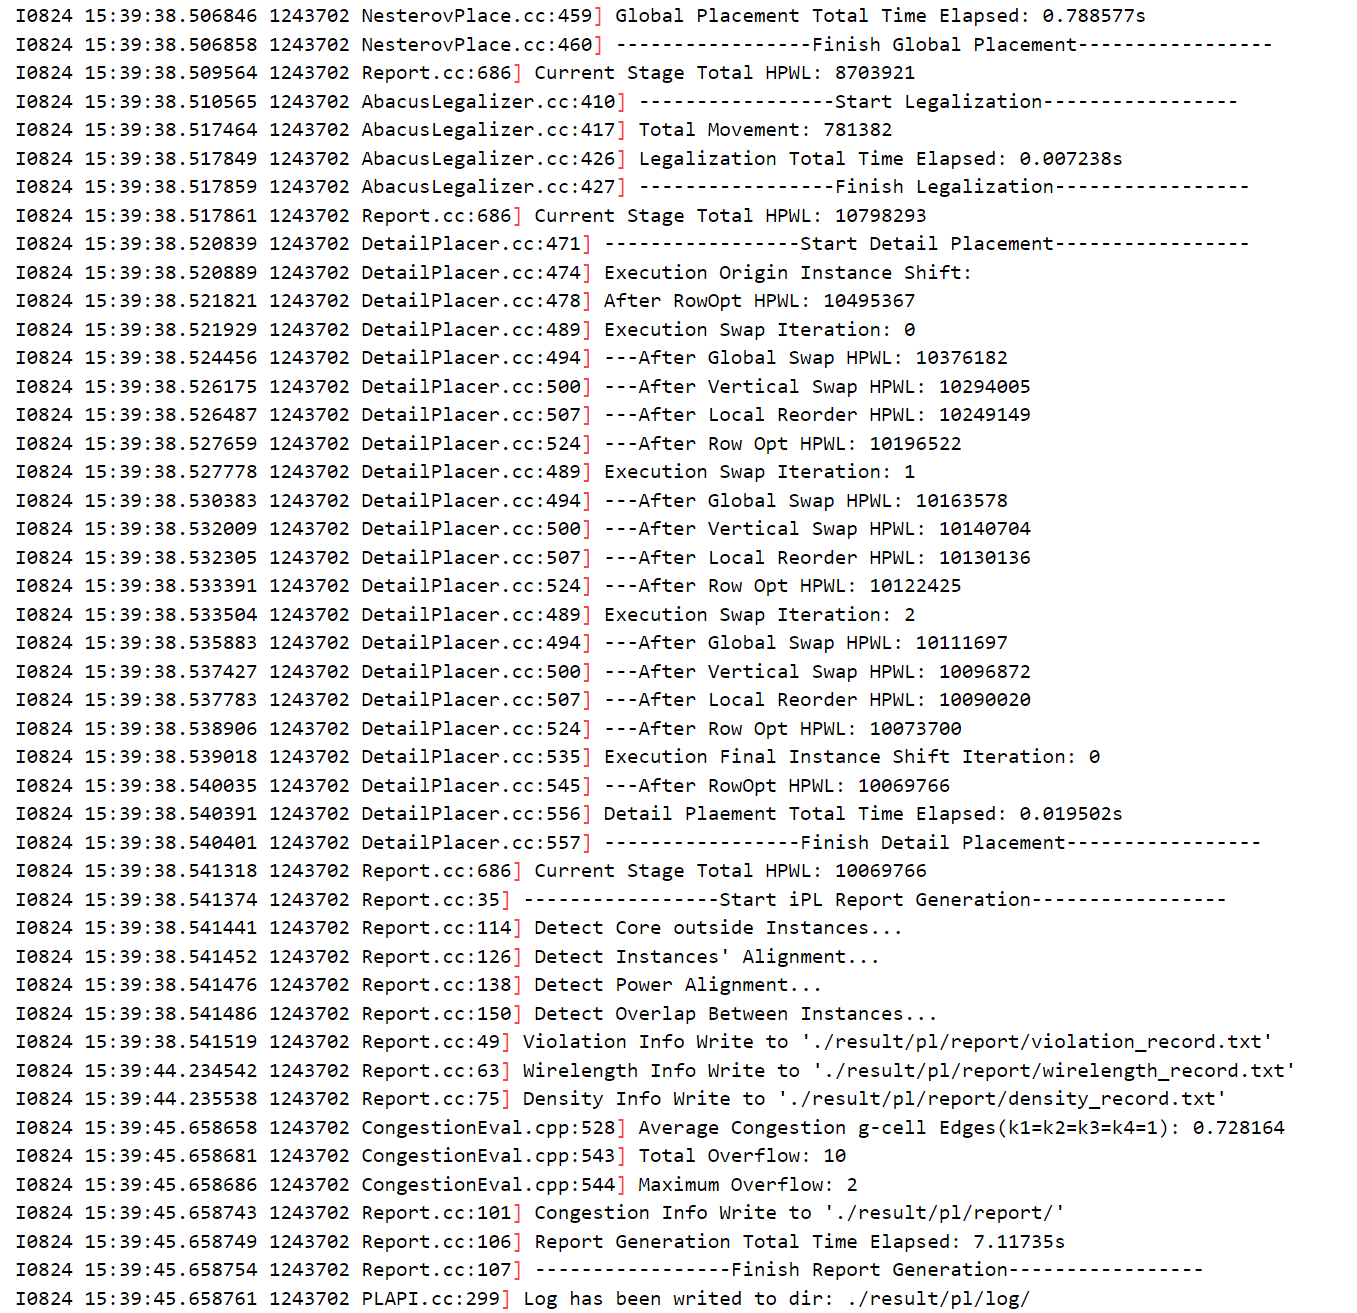 I0824 15:39:38.506846 1243702 NesterovPlace.cc:459] Global Placement Total Time Elapsed: 0.788577s
I0824 15:39:38.506858 1243702 NesterovPlace.cc:460] -----------------Finish Global Placement-----------------
I0824 15:39:38.509564 1243702 Report.cc:686] Current Stage Total HPWL: 8703921
I0824 15:39:38.510565 1243702 AbacusLegalizer.cc:410] -----------------Start Legalization-----------------
I0824 15:39:38.517464 1243702 AbacusLegalizer.cc:417] Total Movement: 781382
I0824 15:39:38.517849 1243702 AbacusLegalizer.cc:426] Legalization Total Time Elapsed: 0.007238s
I0824 15:39:38.517859 1243702 AbacusLegalizer.cc:427] -----------------Finish Legalization-----------------
I0824 15:39:38.517861 1243702 Report.cc:686] Current Stage Total HPWL: 10798293
I0824 15:39:38.520839 1243702 DetailPlacer.cc:471] -----------------Start Detail Placement-----------------
I0824 15:39:38.520889 1243702 DetailPlacer.cc:474] Execution Origin Instance Shift:
I0824 15:39:38.521821 1243702 DetailPlacer.cc:478] After RowOpt HPWL: 10495367
I0824 15:39:38.521929 1243702 DetailPlacer.cc:489] Execution Swap Iteration: 0
I0824 15:39:38.524456 1243702 DetailPlacer.cc:494] ---After Global Swap HPWL: 10376182
I0824 15:39:38.526175 1243702 DetailPlacer.cc:500] ---After Vertical Swap HPWL: 10294005
I0824 15:39:38.526487 1243702 DetailPlacer.cc:507] ---After Local Reorder HPWL: 10249149
I0824 15:39:38.527659 1243702 DetailPlacer.cc:524] ---After Row Opt HPWL: 10196522
I0824 15:39:38.527778 1243702 DetailPlacer.cc:489] Execution Swap Iteration: 1
I0824 15:39:38.530383 1243702 DetailPlacer.cc:494] ---After Global Swap HPWL: 10163578
I0824 15:39:38.532009 1243702 DetailPlacer.cc:500] ---After Vertical Swap HPWL: 10140704
I0824 15:39:38.532305 1243702 DetailPlacer.cc:507] ---After Local Reorder HPWL: 10130136
I0824 15:39:38.533391 1243702 DetailPlacer.cc:524] ---After Row Opt HPWL: 10122425
I0824 15:39:38.533504 1243702 DetailPlacer.cc:489] Execution Swap Iteration: 2
I0824 15:39:38.535883 1243702 DetailPlacer.cc:494] ---After Global Swap HPWL: 10111697
I0824 15:39:38.537427 1243702 DetailPlacer.cc:500] ---After Vertical Swap HPWL: 10096872
I0824 15:39:38.537783 1243702 DetailPlacer.cc:507] ---After Local Reorder HPWL: 10090020
I0824 15:39:38.538906 1243702 DetailPlacer.cc:524] ---After Row Opt HPWL: 10073700
I0824 15:39:38.539018 1243702 DetailPlacer.cc:535] Execution Final Instance Shift Iteration: 0
I0824 15:39:38.540035 1243702 DetailPlacer.cc:545] ---After RowOpt HPWL: 10069766
I0824 15:39:38.540391 1243702 DetailPlacer.cc:556] Detail Plaement Total Time Elapsed: 0.019502s
I0824 15:39:38.540401 1243702 DetailPlacer.cc:557] -----------------Finish Detail Placement-----------------
I0824 15:39:38.541318 1243702 Report.cc:686] Current Stage Total HPWL: 10069766
I0824 15:39:38.541374 1243702 Report.cc:35] -----------------Start iPL Report Generation-----------------
I0824 15:39:38.541441 1243702 Report.cc:114] Detect Core outside Instances...
I0824 15:39:38.541452 1243702 Report.cc:126] Detect Instances' Alignment...
I0824 15:39:38.541476 1243702 Report.cc:138] Detect Power Alignment...
I0824 15:39:38.541486 1243702 Report.cc:150] Detect Overlap Between Instances...
I0824 15:39:38.541519 1243702 Report.cc:49] Violation Info Write to './result/pl/report/violation_record.txt'
I0824 15:39:44.234542 1243702 Report.cc:63] Wirelength Info Write to './result/pl/report/wirelength_record.txt'
I0824 15:39:44.235538 1243702 Report.cc:75] Density Info Write to './result/pl/report/density_record.txt'
I0824 15:39:45.658658 1243702 CongestionEval.cpp:528] Average Congestion g-cell Edges(k1=k2=k3=k4=1): 0.728164
I0824 15:39:45.658681 1243702 CongestionEval.cpp:543] Total Overflow: 10
I0824 15:39:45.658686 1243702 CongestionEval.cpp:544] Maximum Overflow: 2
I0824 15:39:45.658743 1243702 Report.cc:101] Congestion Info Write to './result/pl/report/'
I0824 15:39:45.658749 1243702 Report.cc:106] Report Generation Total Time Elapsed: 7.11735s
I0824 15:39:45.658754 1243702 Report.cc:107] -----------------Finish Report Generation-----------------
I0824 15:39:45.658761 1243702 PLAPI.cc:299] Log has been writed to dir: ./result/pl/log/